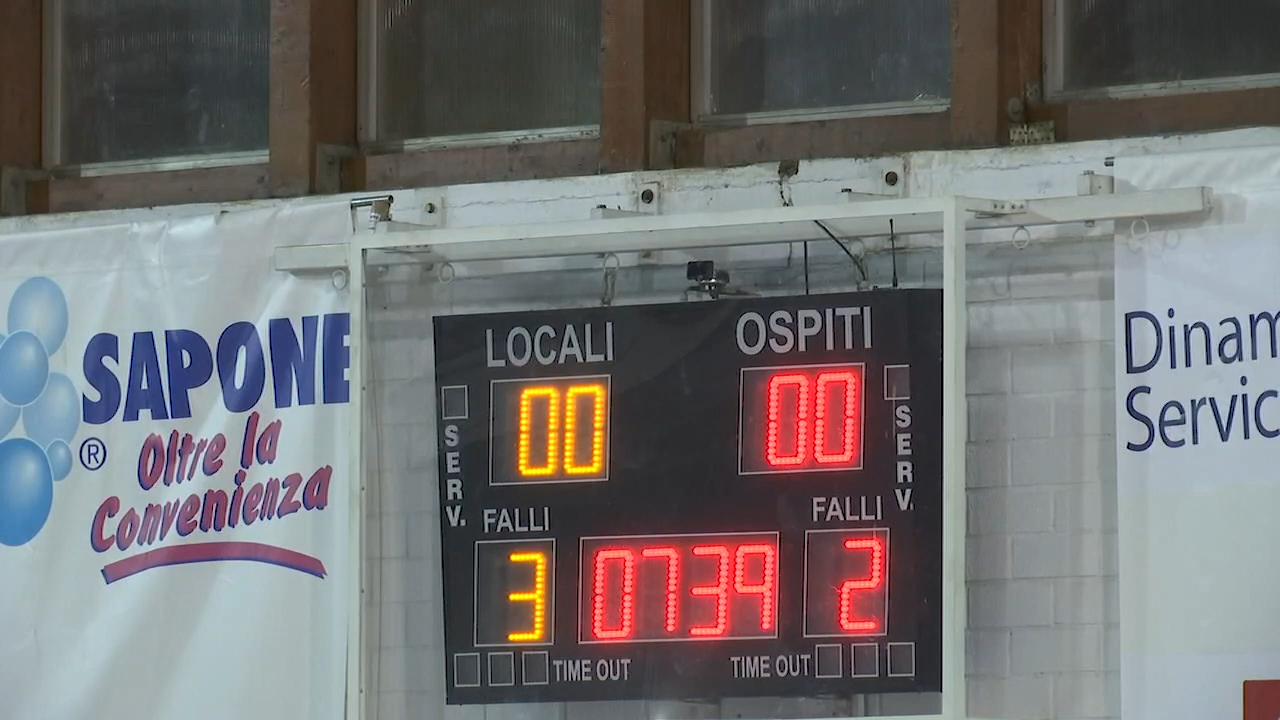 SAPONE
®
Oltre la
Convenienza
LOCALI
OSPITI
00
00
SERV.
SERV.
FALLI
FALLI
3
0739
2
TIME OUT
TIME OUT
Dinam
Servic